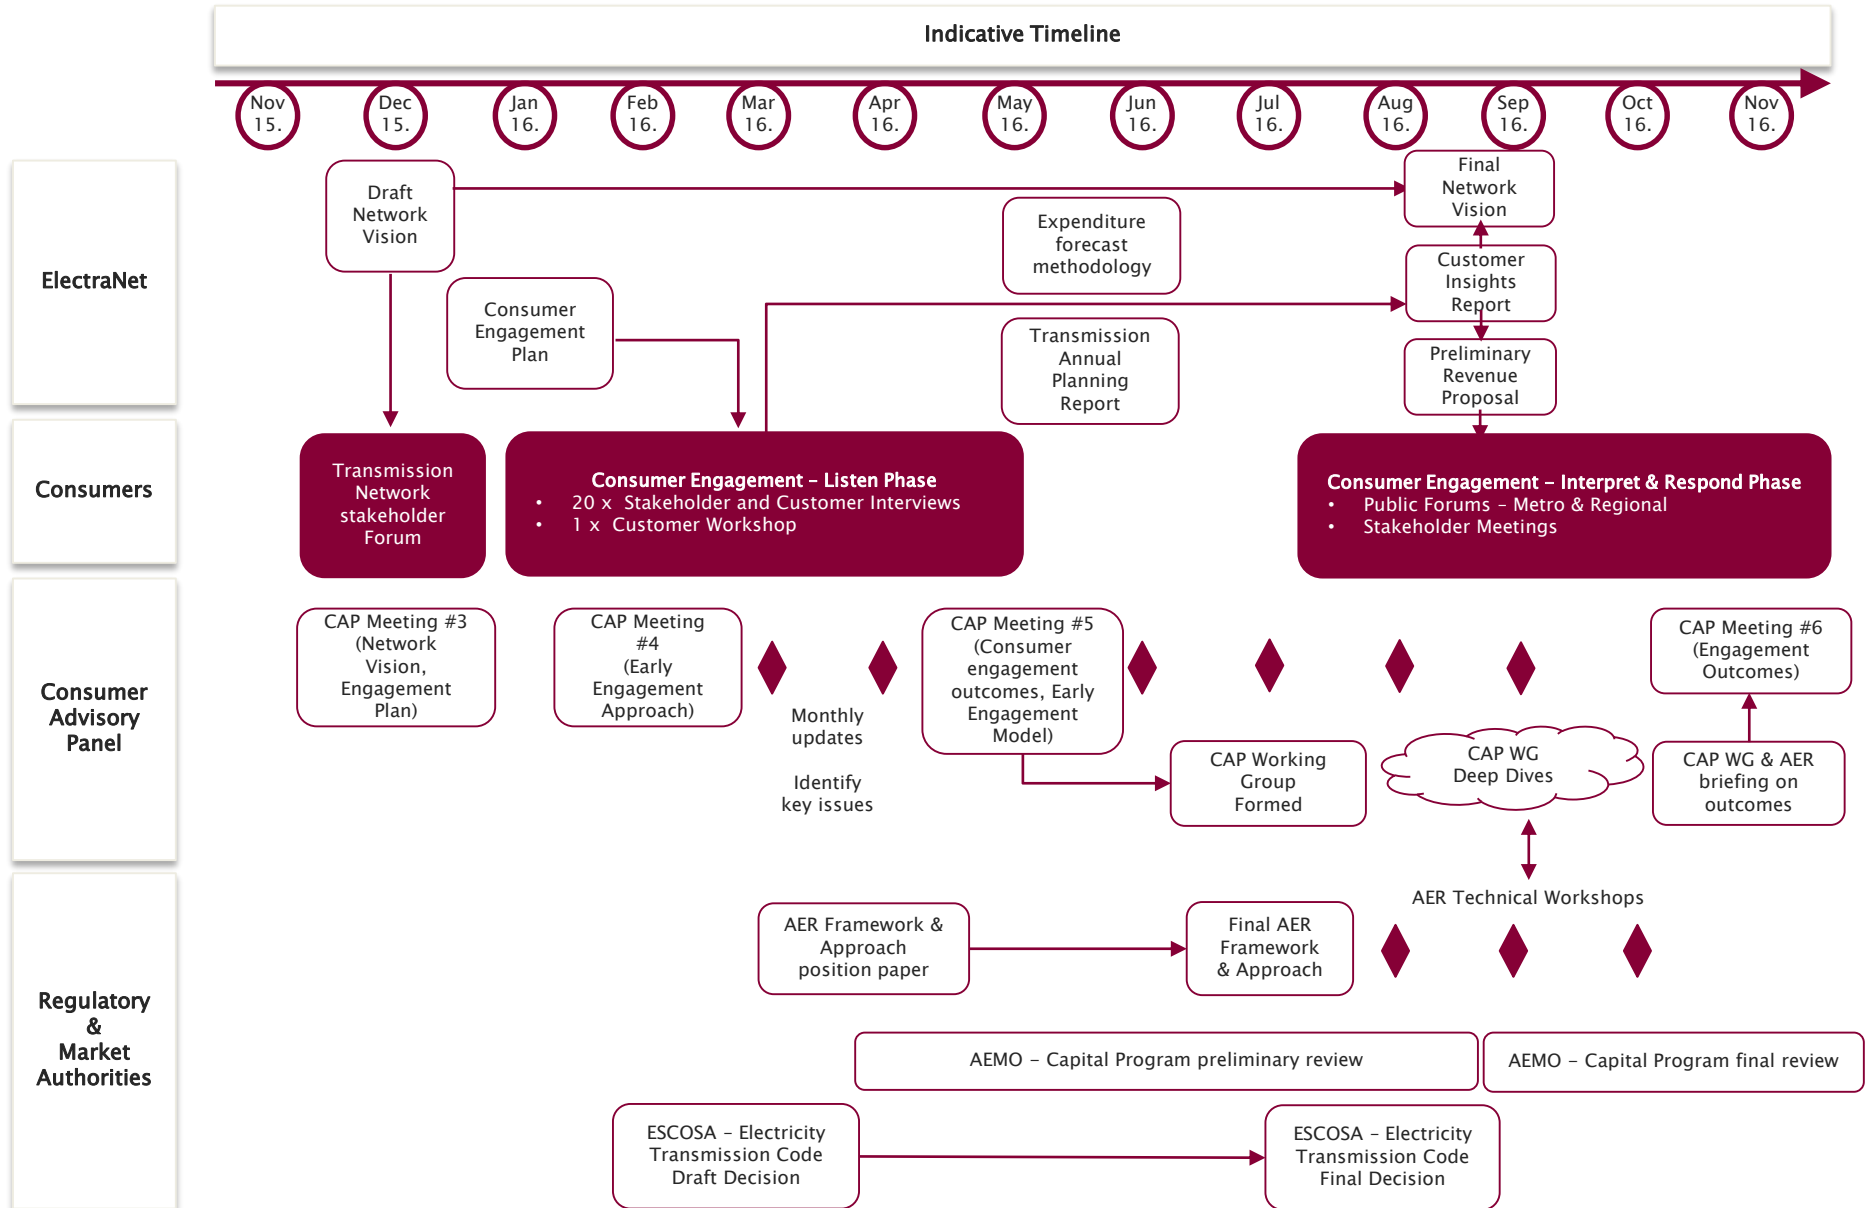 Indicative Timeline
Nov
15.
Dec
15.
Jan
16.
Feb
16.
Mar
16.
Apr
16.
May
16.
Jun
16.
Jul
16.
Aug
16.
Sep
16.
Oct
16.
Nov
16.
ElectraNet
Draft
Network
Vision
Consumer
Engagement
Plan
Expenditure
forecast
methodology
Transmission
Annual
Planning
Report
Final
Network
Vision
Customer
Insights
Report
Preliminary
Revenue
Proposal
Consumers
Transmission
Network
stakeholder
Forum
Consumer Engagement – Listen Phase
• 20 x Stakeholder and Customer Interviews
• 1 x Customer Workshop
Consumer Engagement – Interpret & Respond Phase
• Public Forums – Metro & Regional
• Stakeholder Meetings
Consumer
Advisory
Panel
CAP Meeting #3
(Network
Vision,
Engagement
Plan)
CAP Meeting
#4
(Early
Engagement
Approach)
Monthly
updates
Identify
key issues
CAP Meeting #5
(Consumer
engagement
outcomes, Early
Engagement
Model)
CAP Working
Group
Formed
CAP WG
Deep Dives
CAP Meeting #6
(Engagement
Outcomes)
CAP WG & AER
briefing on
outcomes
Regulatory
&
Market
Authorities
AER Technical Workshops
AER Framework &
Approach
position paper
Final AER
Framework
& Approach
AEMO – Capital Program preliminary review
AEMO – Capital Program final review
ESCOSA – Electricity
Transmission Code
Draft Decision
ESCOSA – Electricity
Transmission Code
Final Decision